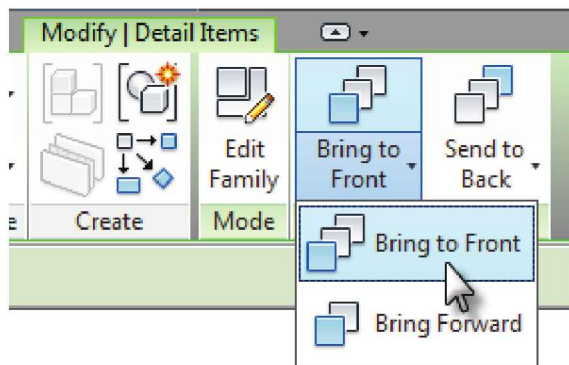 Modify | Detail Items
Edit
Family
Bring to
Front
Send to
Back
e
Create
Mode
Bring to Front
Bring Forward